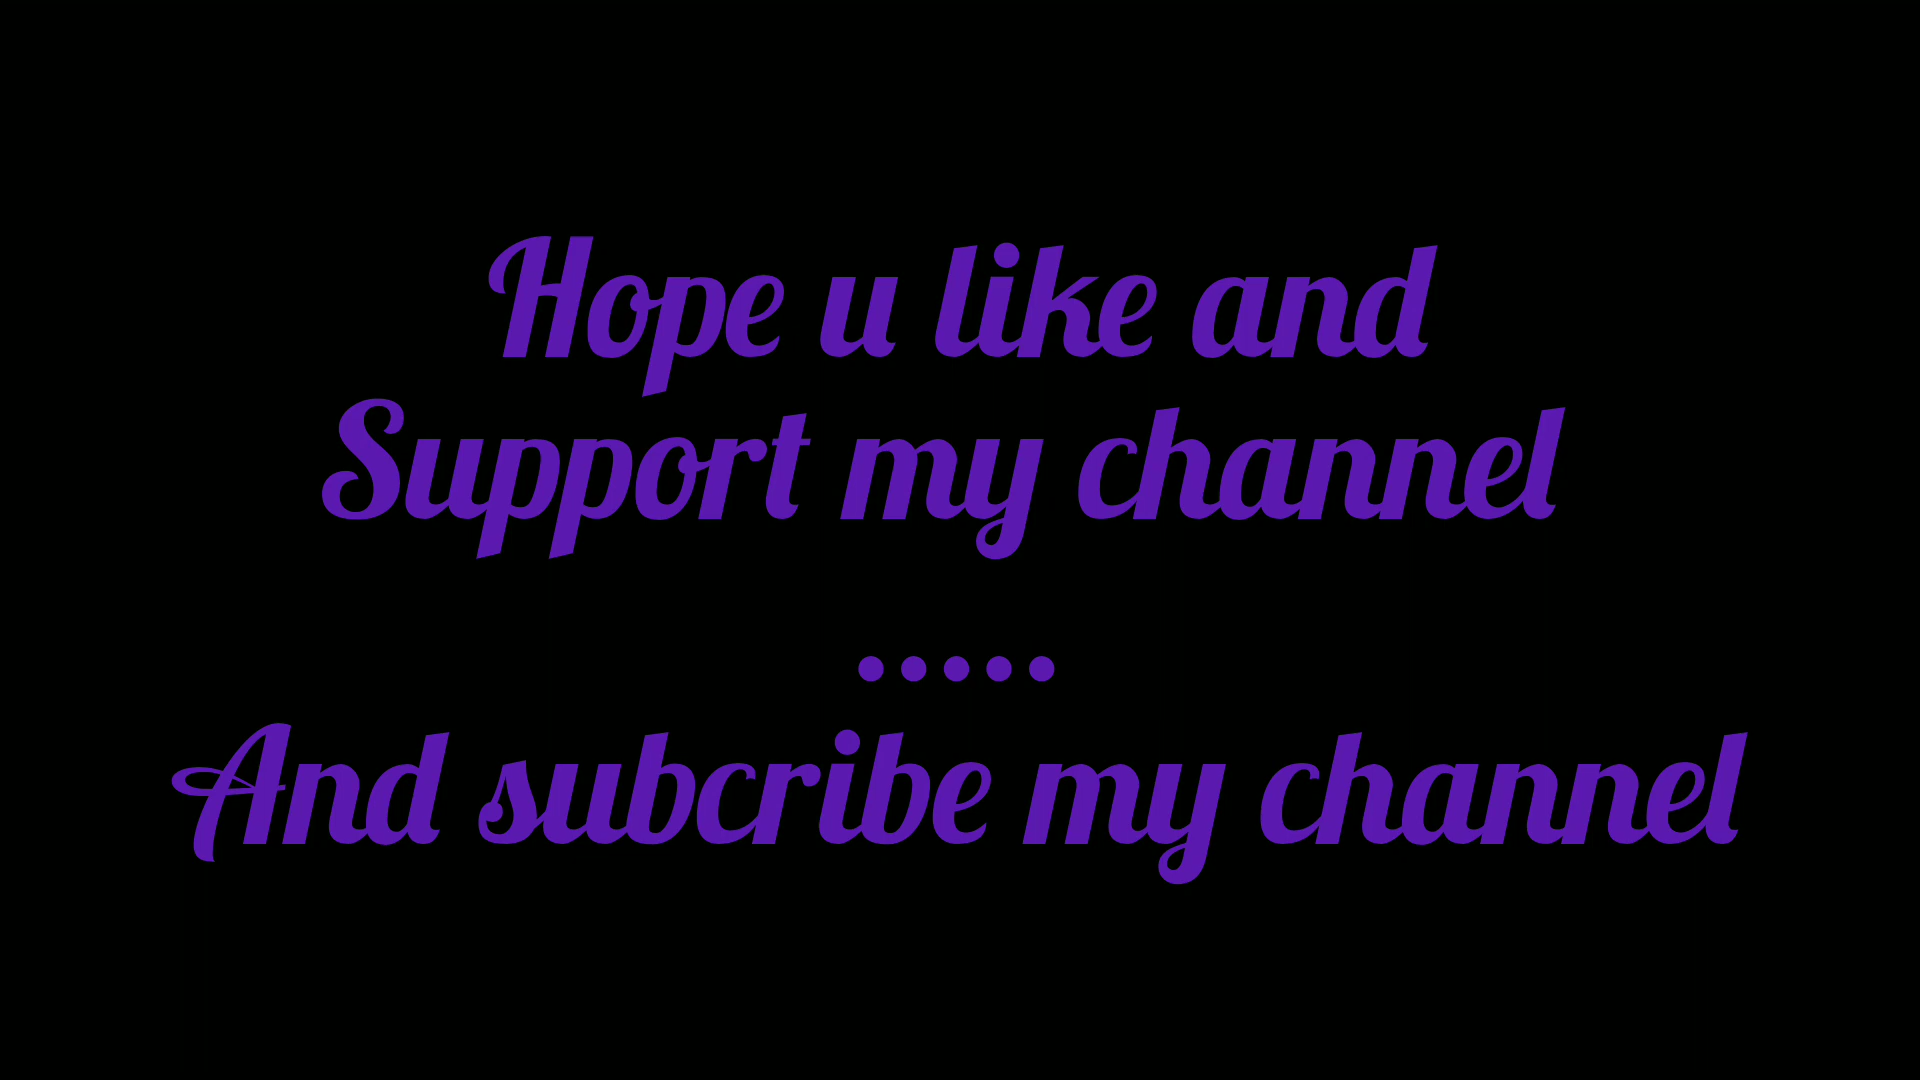 Hope u like and
Support my channel
.....
And subcribe my channel